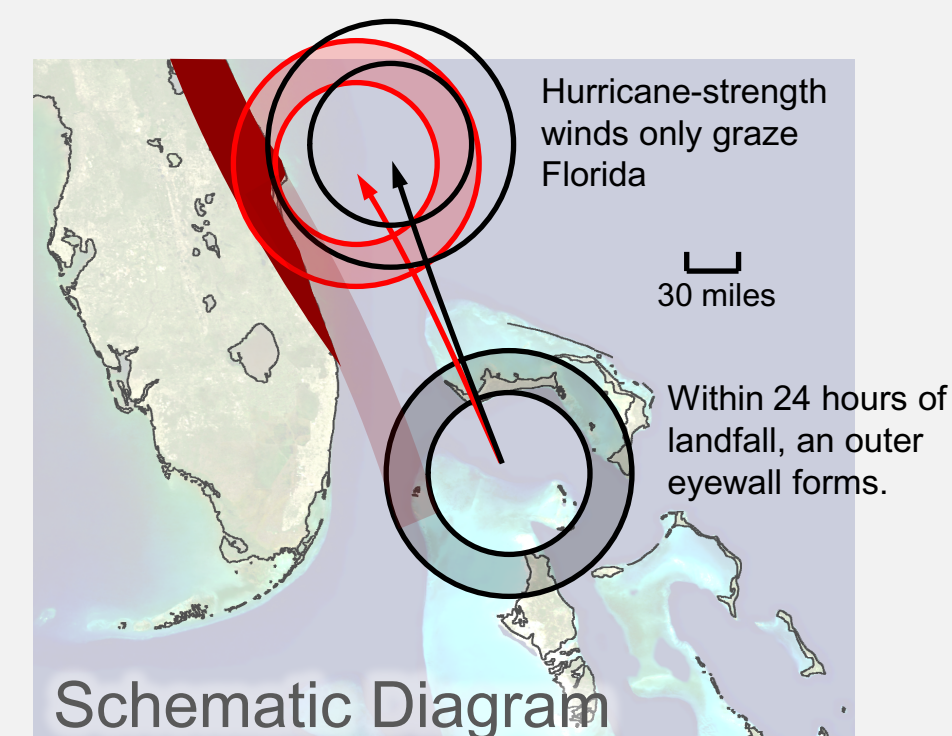 Hurricane-strength
winds only graze
Florida
30 miles
Within 24 hours of
landfall, an outer
eyewall forms.
Schematic Diagram